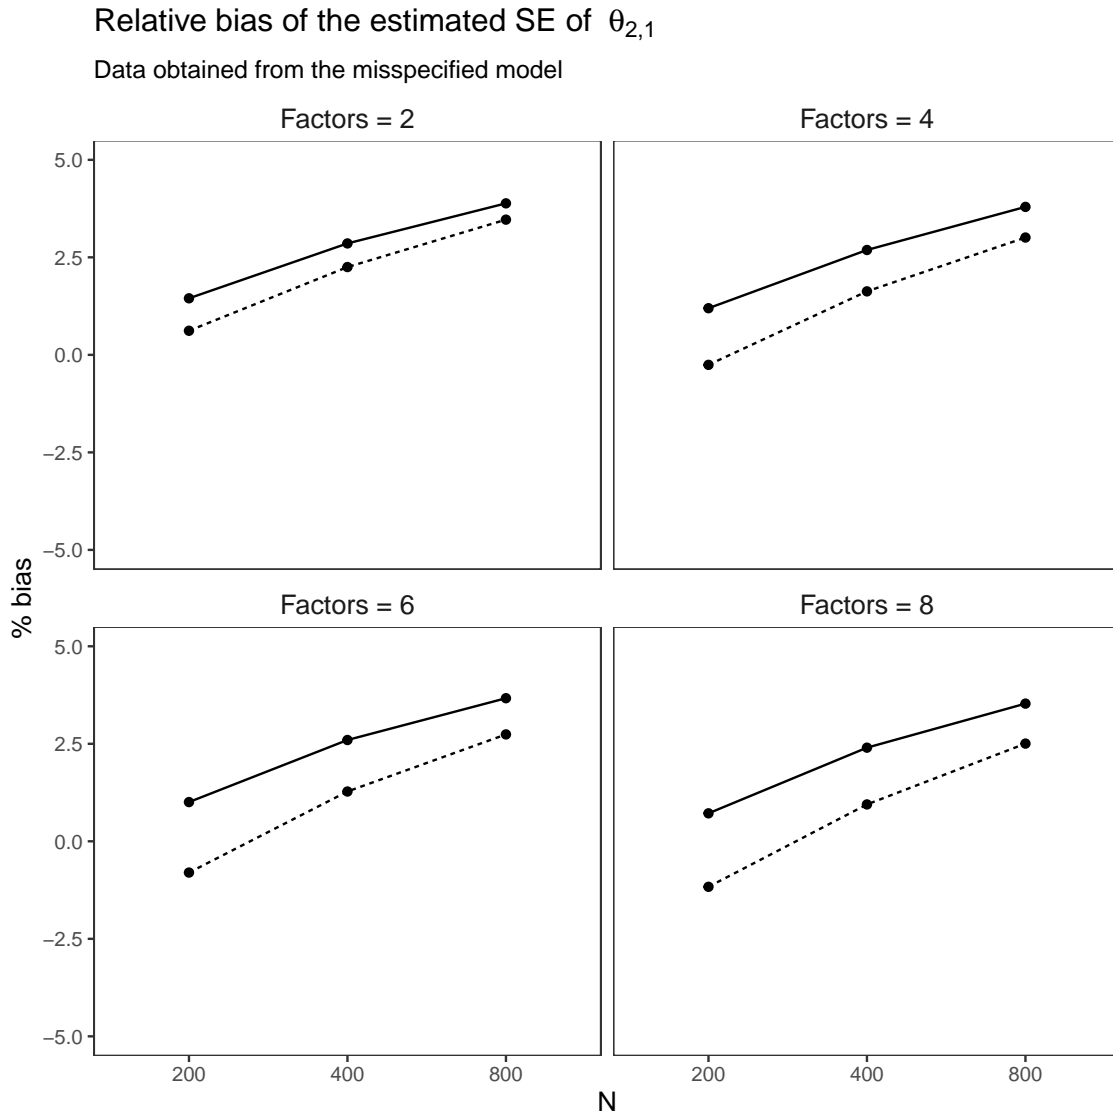 Relative bias of the estimated SE of θ2,1
Data obtained from the misspecified model
Factors = 2
Factors = 4
5.0
2.5
0.0
−2.5
−5.0
% bias
Factors = 6
Factors = 8
5.0
2.5
0.0
−2.5
−5.0
200 400 800
200 400 800
N